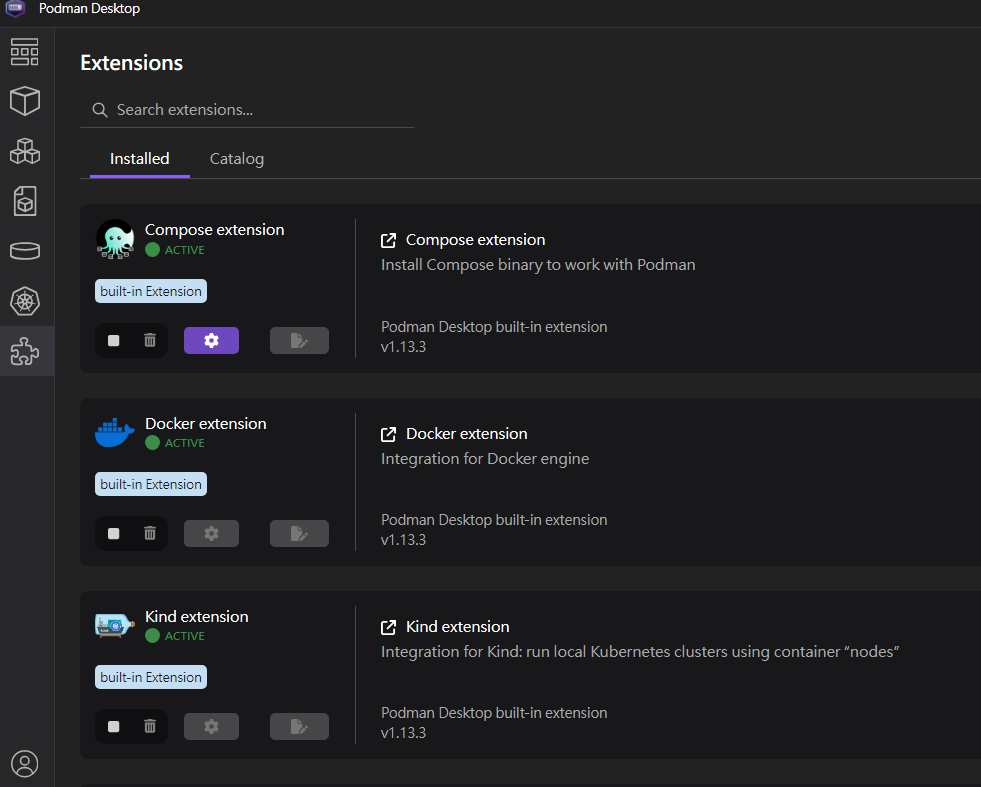 Podman Desktop
Extensions
Search extensions...
Installed
Catalog
Compose extension
ACTIVE
built-in Extension
Compose extension
Install Compose binary to work with Podman
Podman Desktop built-in extension
v1.13.3
Docker extension
ACTIVE
built-in Extension
Docker extension
Integration for Docker engine
Podman Desktop built-in extension
v1.13.3
Kind extension
ACTIVE
built-in Extension
Kind extension
Integration for Kind: run local Kubernetes clusters using container “nodes”
Podman Desktop built-in extension
v1.13.3